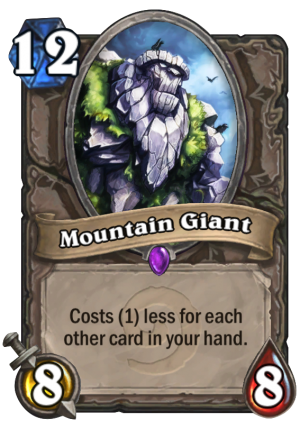 12
Mountain Giant
Costs (1) less for each
other card in your hand.
8
8